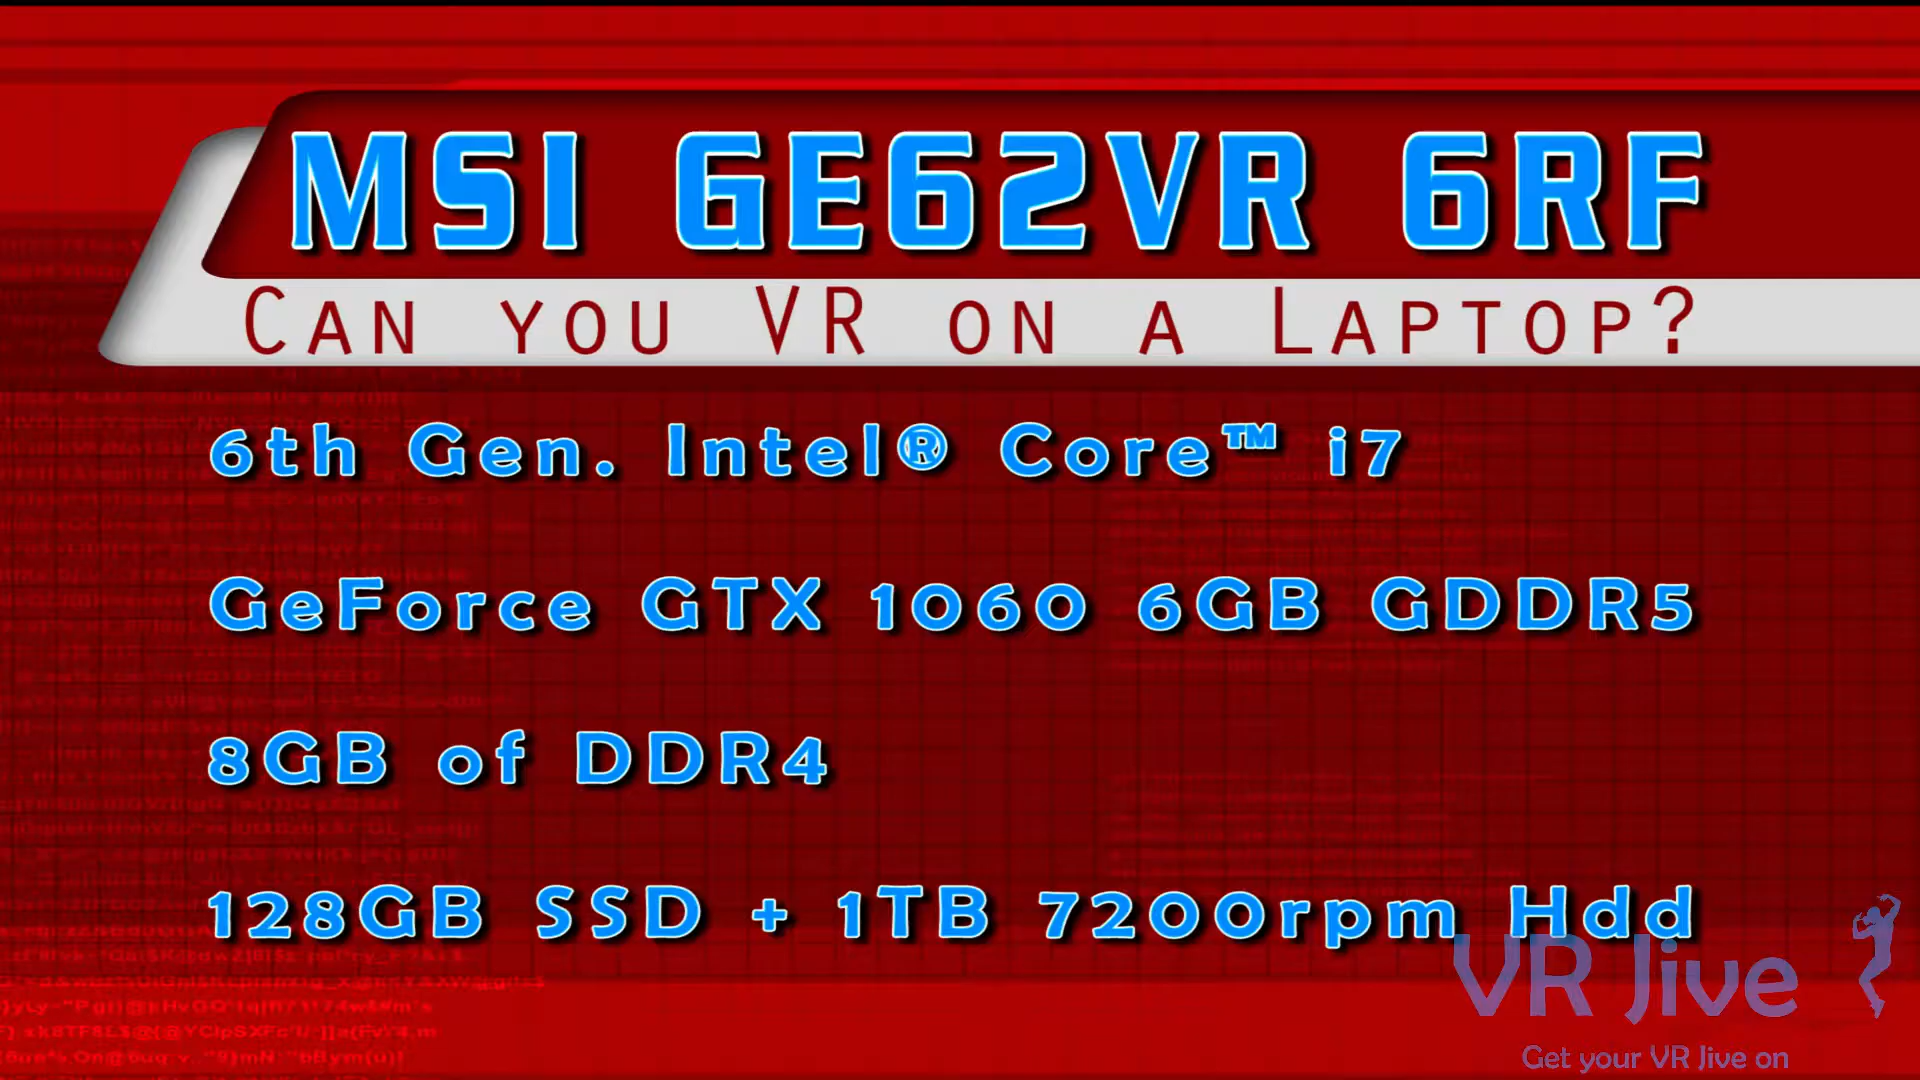 MSI GE62VR 6RF
Can you VR on a Laptop?
6th Gen. Intel® Core™ i7
GeForce GTX 1060 6GB GDDR5
8GB of DDR4
128GB SSD + 1TB 7200rpm Hdd
VR Jive
Get your VR Jive on